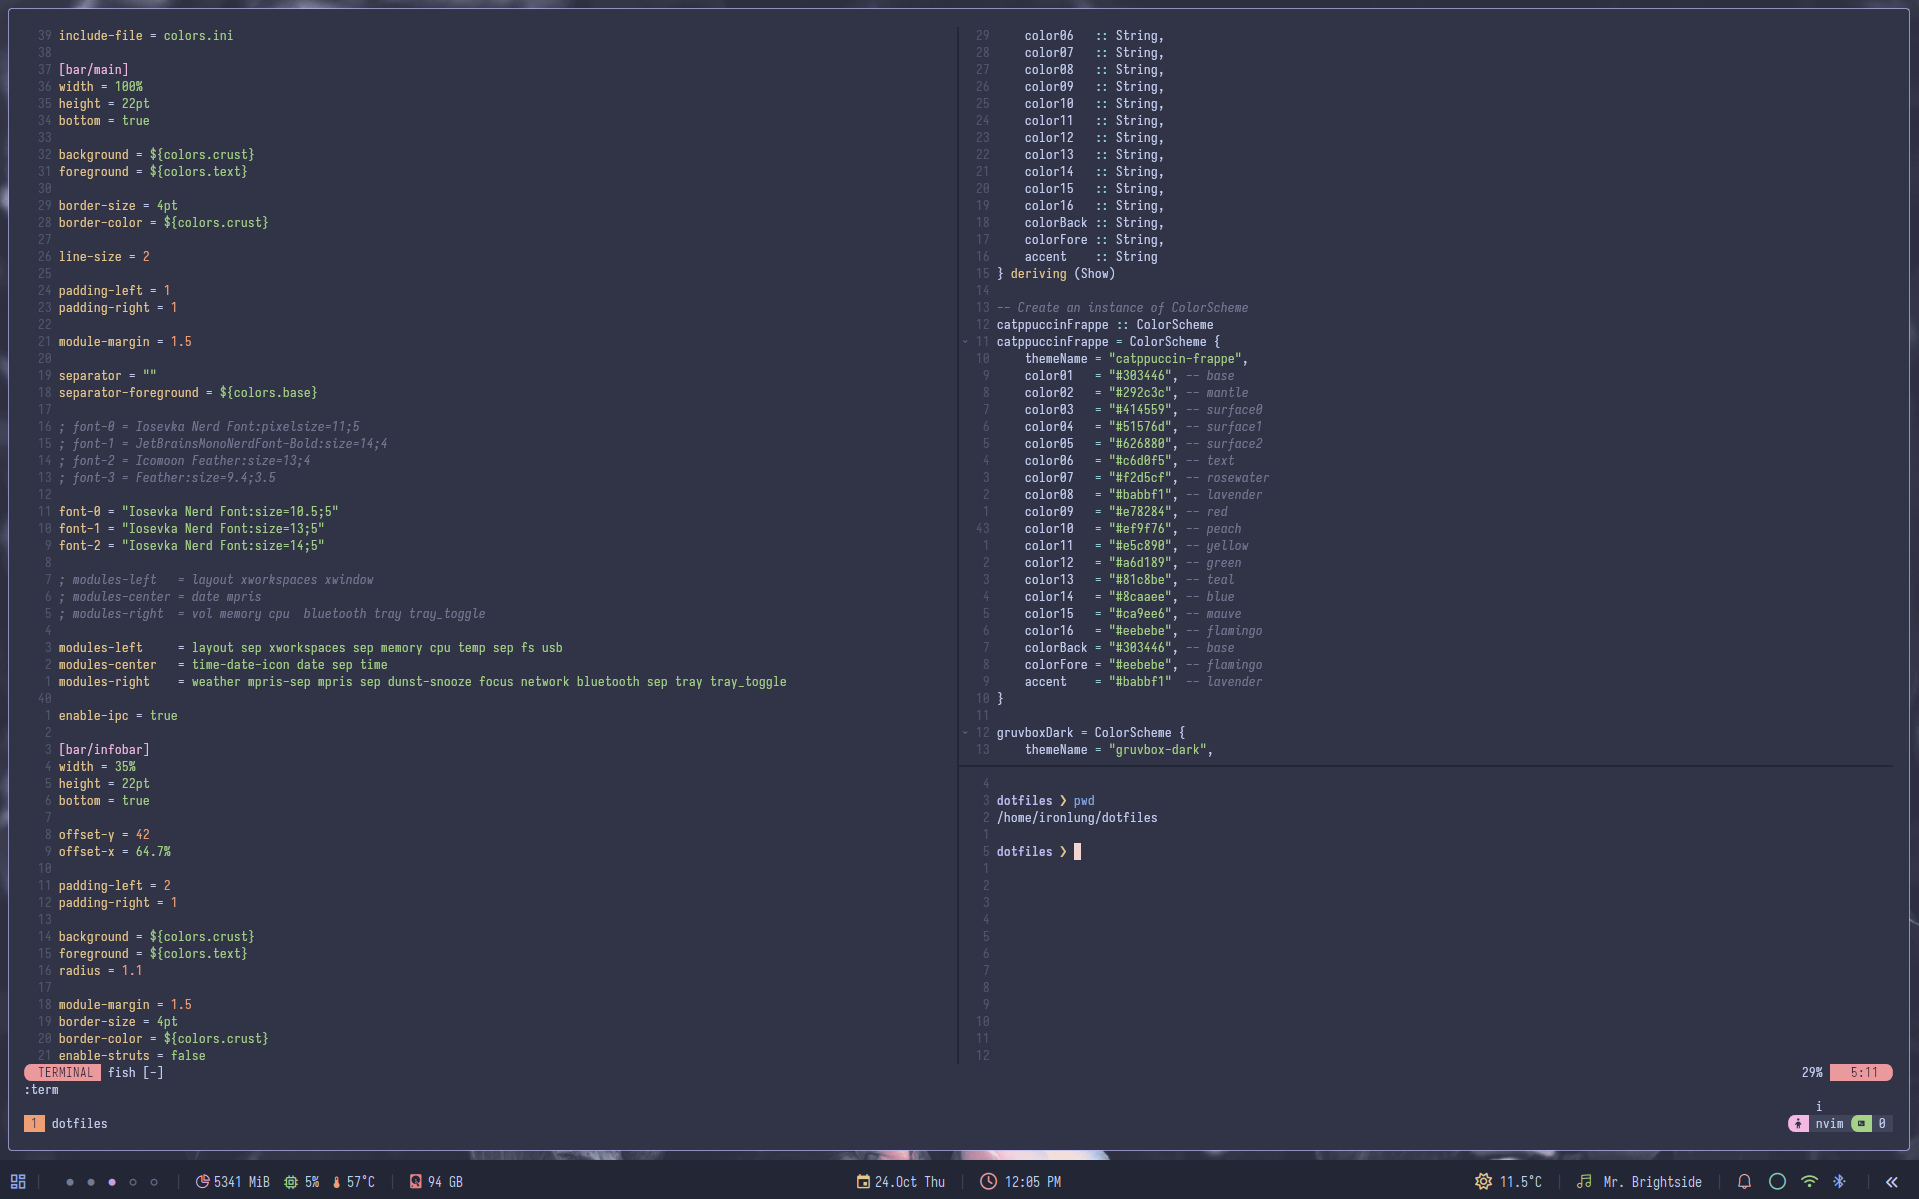 39 include-file = colors.ini
38
37 [bar/main]
36 width = 100%
35 height = 22pt
34 bottom = true
33
32 background = ${colors.crust}
31 foreground = ${colors.text}
30
29 border-size = 4pt
28 border-color = ${colors.crust}
27
26 line-size = 2
25
24 padding-left = 1
23 padding-right = 1
22
21 module-margin = 1.5
20
19 separator = ""
18 separator-foreground = ${colors.base}
17
16 ; font-0 = Iosevka Nerd Font:pixelsize=11;5
15 ; font-1 = JetBrainsMonoNerdFont-Bold:size=14;4
14 ; font-2 = Icomoon Feather:size=13;4
13 ; font-3 = Feather:size=9.4;3.5
12
11 font-0 = "Iosevka Nerd Font:size=10.5;5"
10 font-1 = "Iosevka Nerd Font:size=13;5"
9 font-2 = "Iosevka Nerd Font:size=14;5"
8
7 ; modules-left   = layout xworkspaces xwindow
6 ; modules-center = date mpris
5 ; modules-right  = vol memory cpu  bluetooth tray tray_toggle
4
3 modules-left     = layout sep xworkspaces sep memory cpu temp sep fs usb
2 modules-center   = time-date-icon date sep time
1 modules-right    = weather mpris-sep mpris sep dunst-snooze focus network bluetooth sep tray tray_toggle
40
1 enable-ipc = true
2
3 [bar/infobar]
4 width = 35%
5 height = 22pt
6 bottom = true
7
8 offset-y = 42
9 offset-x = 64.7%
10
11 padding-left = 2
12 padding-right = 1
13
14 background = ${colors.crust}
15 foreground = ${colors.text}
16 radius = 1.1
17
18 module-margin = 1.5
19 border-size = 4pt
20 border-color = ${colors.crust}
21 enable-struts = false
29     color06   :: String,
28     color07   :: String,
27     color08   :: String,
26     color09   :: String,
25     color10   :: String,
24     color11   :: String,
23     color12   :: String,
22     color13   :: String,
21     color14   :: String,
20     color15   :: String,
19     color16   :: String,
18     colorBack :: String,
17     colorFore :: String,
16     accent    :: String
15 } deriving (Show)
14
13 -- Create an instance of ColorScheme
12 catppuccinFrappe :: ColorScheme
11 catppuccinFrappe = ColorScheme {
10     themeName = "catppuccin-frappe",
9     color01   = "#303446", -- base
8     color02   = "#292c3c", -- mantle
7     color03   = "#414559", -- surface0
6     color04   = "#51576d", -- surface1
5     color05   = "#626880", -- surface2
4     color06   = "#c6d0f5", -- text
3     color07   = "#f2d5cf", -- rosewater
2     color08   = "#babbf1", -- lavender
1     color09   = "#e78284", -- red
43     color10   = "#ef9f76", -- peach
1     color11   = "#e5c890", -- yellow
2     color12   = "#a6d189", -- green
3     color13   = "#81c8be", -- teal
4     color14   = "#8caaee", -- blue
5     color15   = "#ca9ee6", -- mauve
6     color16   = "#eebebe", -- flamingo
7     colorBack = "#303446", -- base
8     colorFore = "#eebebe", -- flamingo
9     accent    = "#babbf1"  -- lavender
10 }
11
12 gruvboxDark = ColorScheme {
13     themeName = "gruvbox-dark",
4
3 dotfiles ❯ pwd
2 /home/ironlung/dotfiles
1
5 dotfiles ❯
1
2
3
4
5
6
7
8
9
10
11
12
TERMINAL fish [-] 29% 5:11
:term
i
1 dotfiles nvim 0
5341 MiB 5% 57°C 94 GB 24.Oct Thu 12:05 PM 11.5°C Mr. Brightside